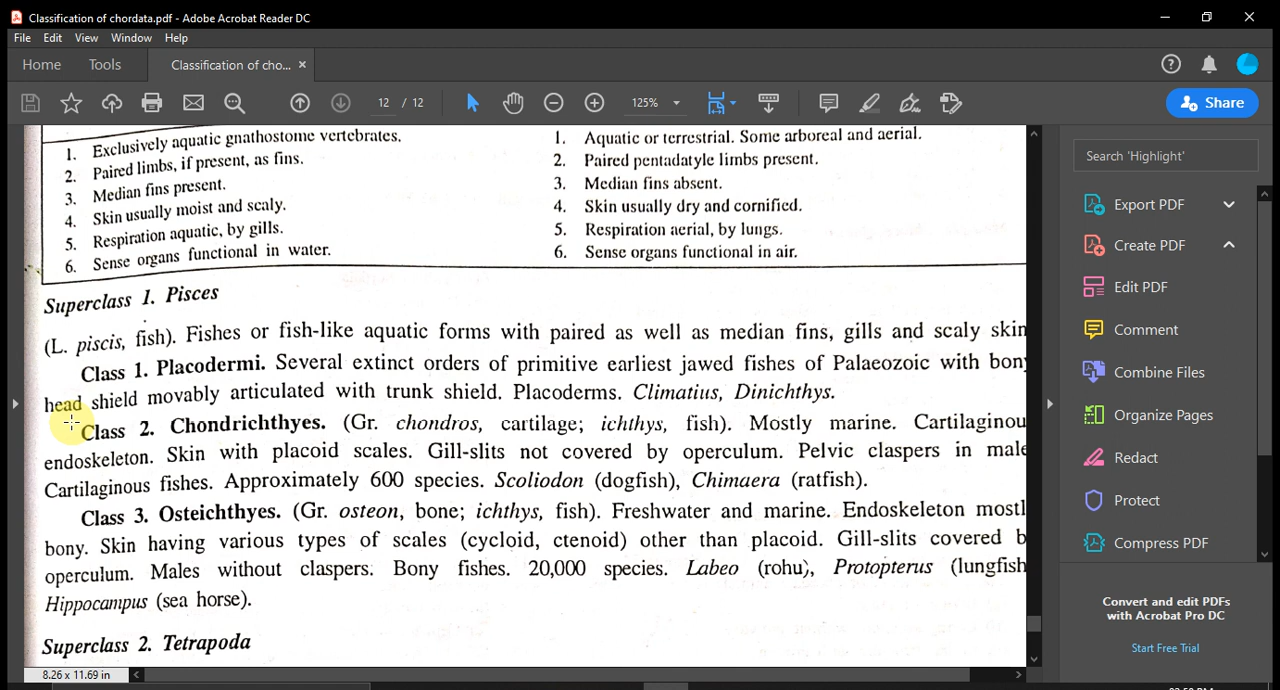 Classification of chordata.pdf - Adobe Acrobat Reader DC
File Edit View Window Help
Home Tools Classification of cho... ×
12 / 12 125% Share
1. Exclusively aquatic gnathostome vertebrates.
2. Paired limbs, if present, as fins.
3. Median fins present.
4. Skin usually moist and scaly.
5. Respiration aquatic, by gills.
6. Sense organs functional in water.
1. Aquatic or terrestrial. Some arboreal and aerial.
2. Paired pentadatyle limbs present.
3. Median fins absent.
4. Skin usually dry and cornified.
5. Respiration aerial, by lungs.
6. Sense organs functional in air.
Superclass 1. Pisces
(L. piscis, fish). Fishes or fish-like aquatic forms with paired as well as median fins, gills and scaly skin
Class 1. Placodermi. Several extinct orders of primitive earliest jawed fishes of Palaeozoic with bony
head shield movably articulated with trunk shield. Placoderms. Climatius, Dinichthys.
Class 2. Chondrichthyes. (Gr. chondros, cartilage; ichthys, fish). Mostly marine. Cartilaginou
endoskeleton. Skin with placoid scales. Gill-slits not covered by operculum. Pelvic claspers in male
Cartilaginous fishes. Approximately 600 species. Scoliodon (dogfish), Chimaera (ratfish).
Class 3. Osteichthyes. (Gr. osteon, bone; ichthys, fish). Freshwater and marine. Endoskeleton mostl
bony. Skin having various types of scales (cycloid, ctenoid) other than placoid. Gill-slits covered b
operculum. Males without claspers. Bony fishes. 20,000 species. Labeo (rohu), Protopterus (lungfish
Hippocampus (sea horse).
Superclass 2. Tetrapoda
8.26 x 11.69 in
Search 'Highlight'
Export PDF
Create PDF
Edit PDF
Comment
Combine Files
Organize Pages
Redact
Protect
Compress PDF
Convert and edit PDFs
with Acrobat Pro DC
Start Free Trial